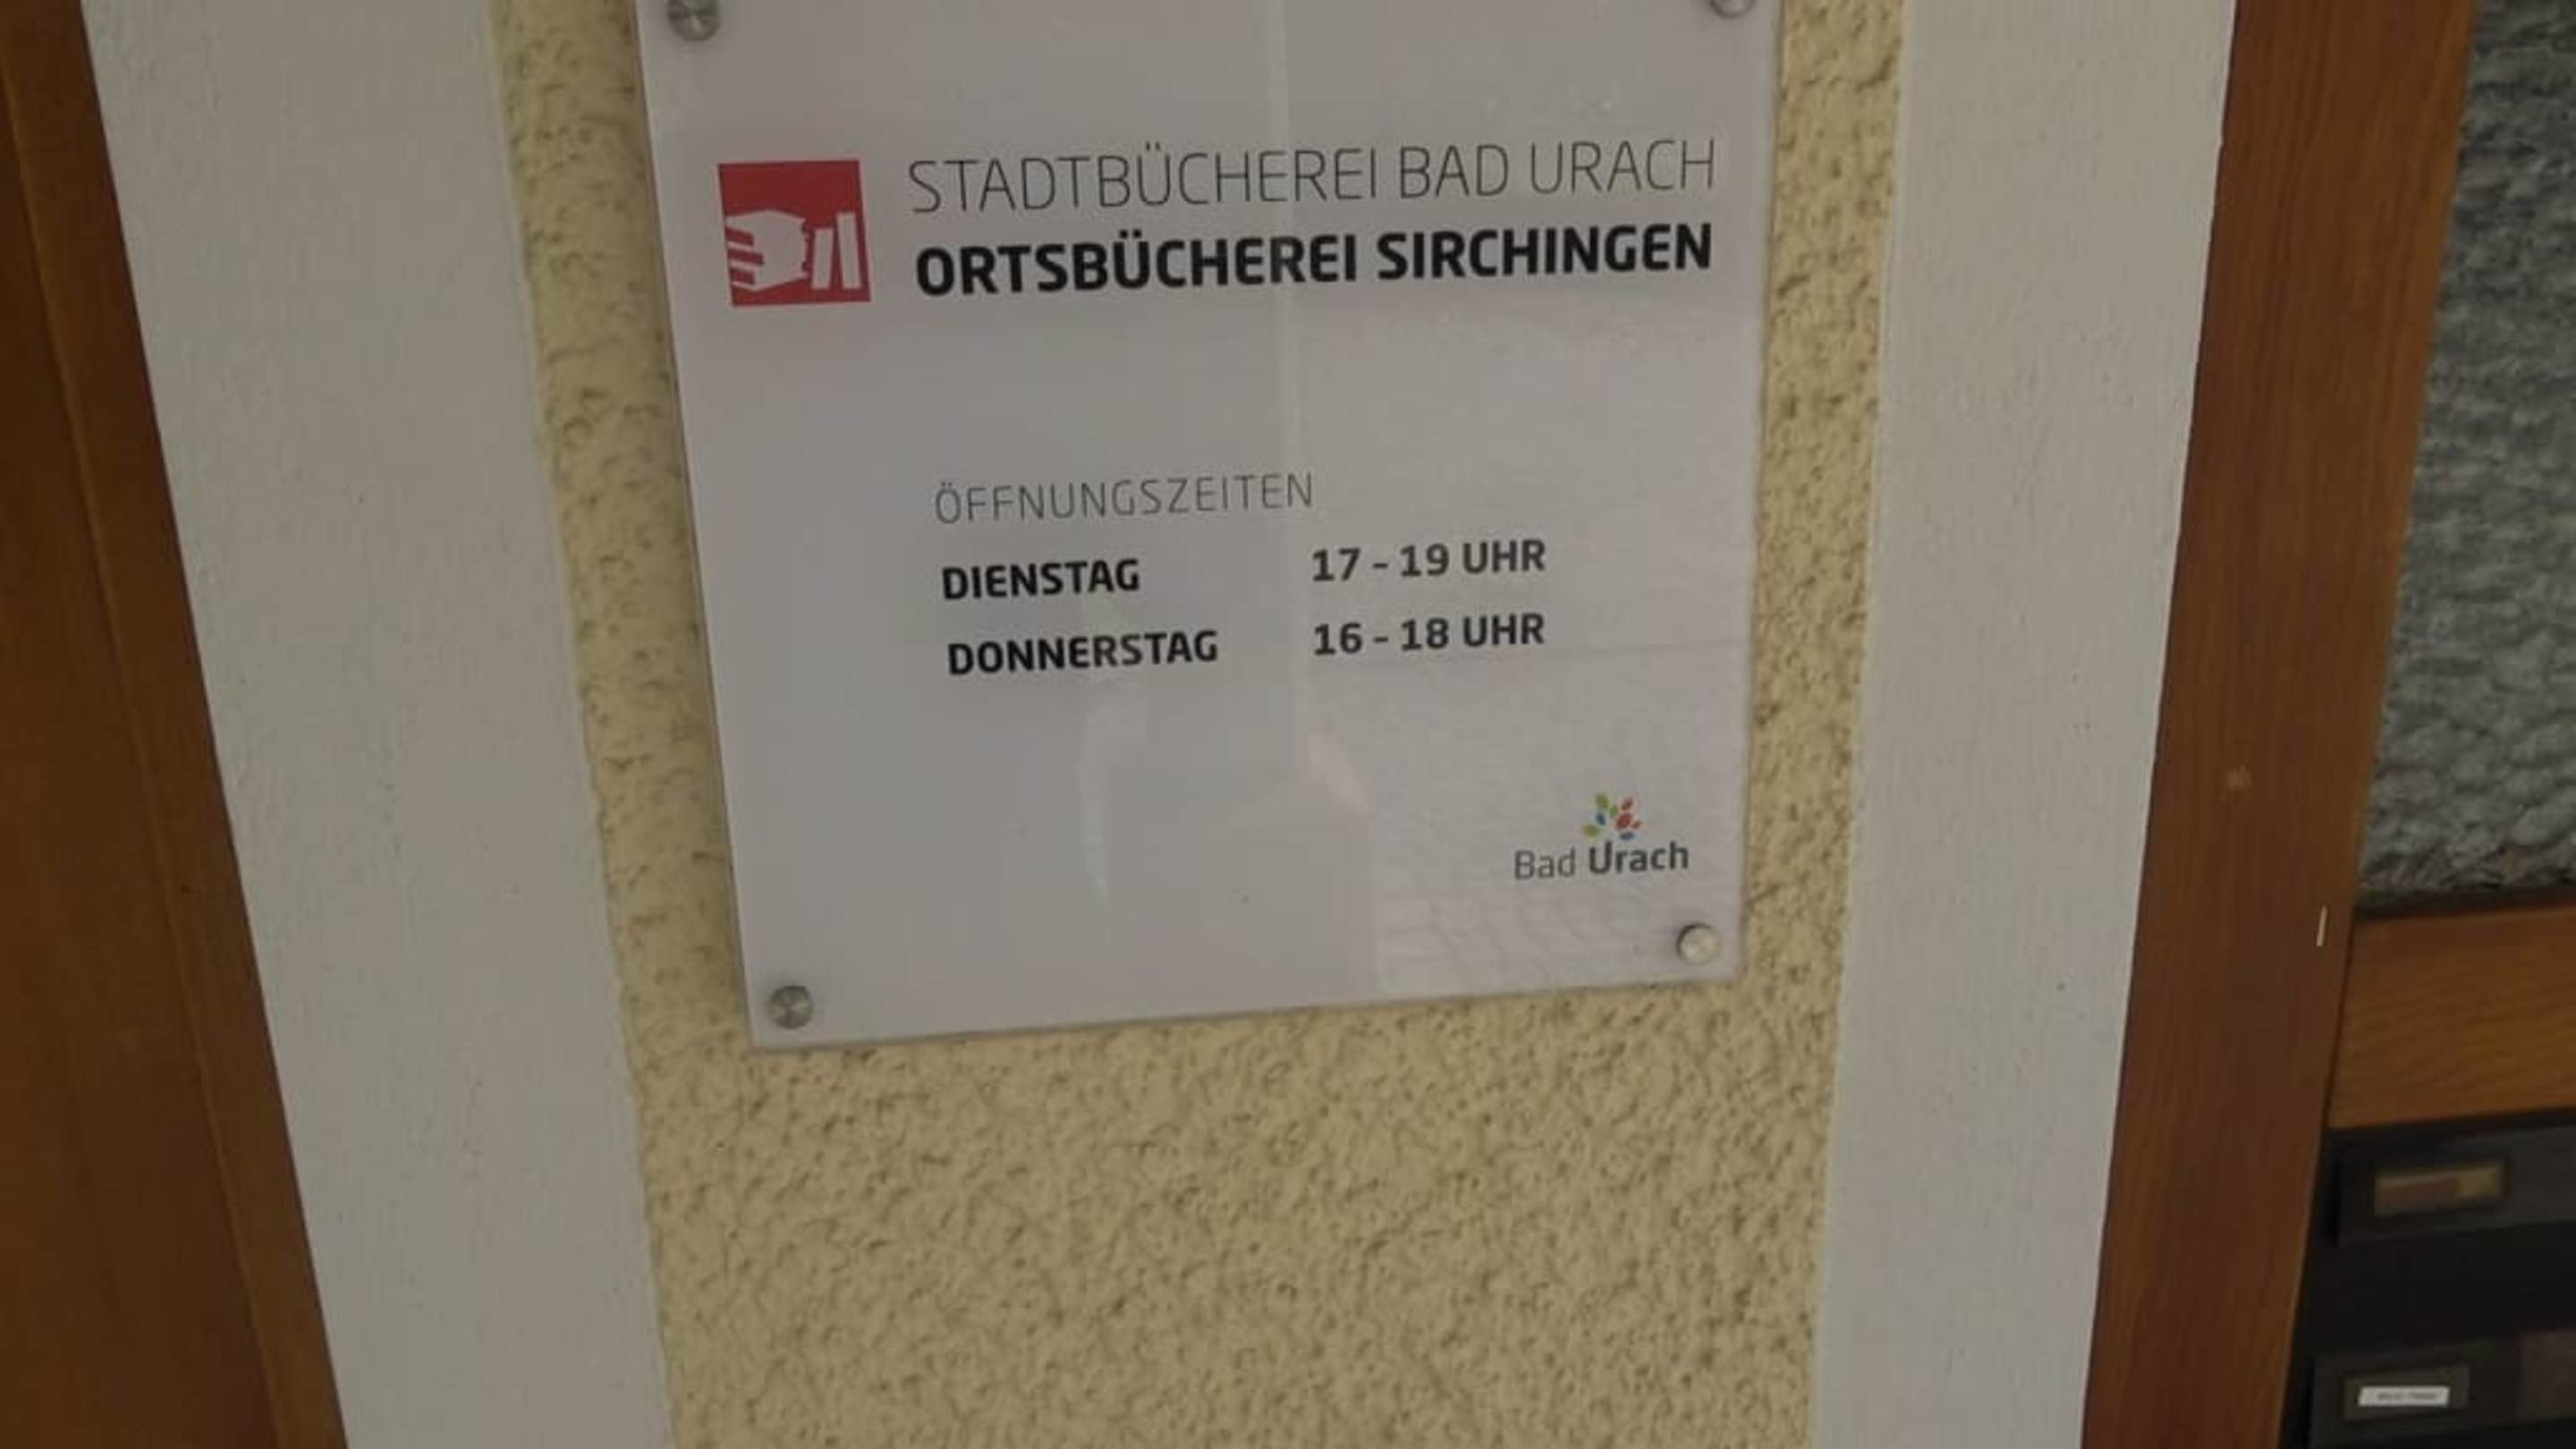 STADTBÜCHEREI BAD URACH
ORTSBÜCHEREI SIRCHINGEN
ÖFFNUNGSZEITEN
DIENSTAG 17 - 19 UHR
DONNERSTAG 16 - 18 UHR
Bad Urach